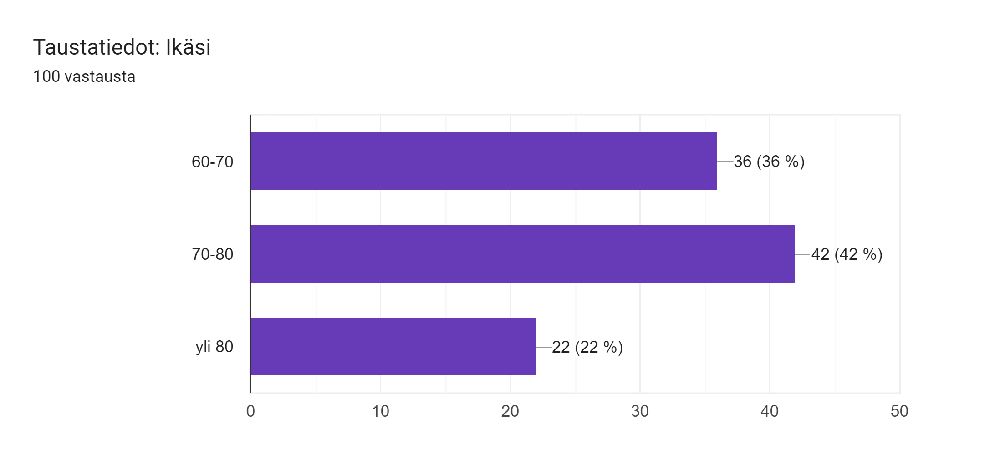 Taustatiedot: Ikäsi
100 vastausta
60-70
36 (36 %)
70-80
42 (42 %)
yli 80
22 (22 %)
0 10 20 30 40 50